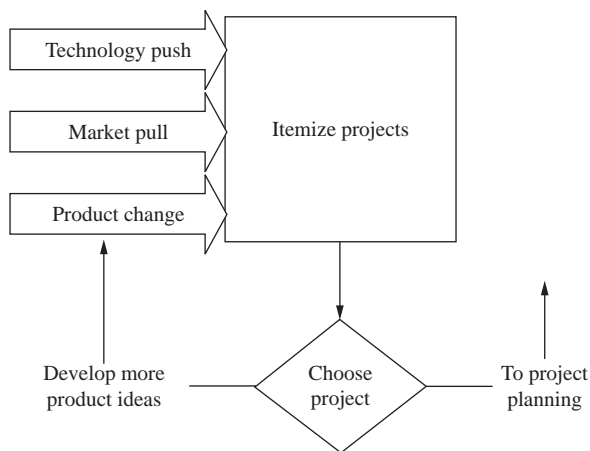 Technology push
Market pull
Itemize projects
Product change
Develop more
product ideas
Choose
project
To project
planning